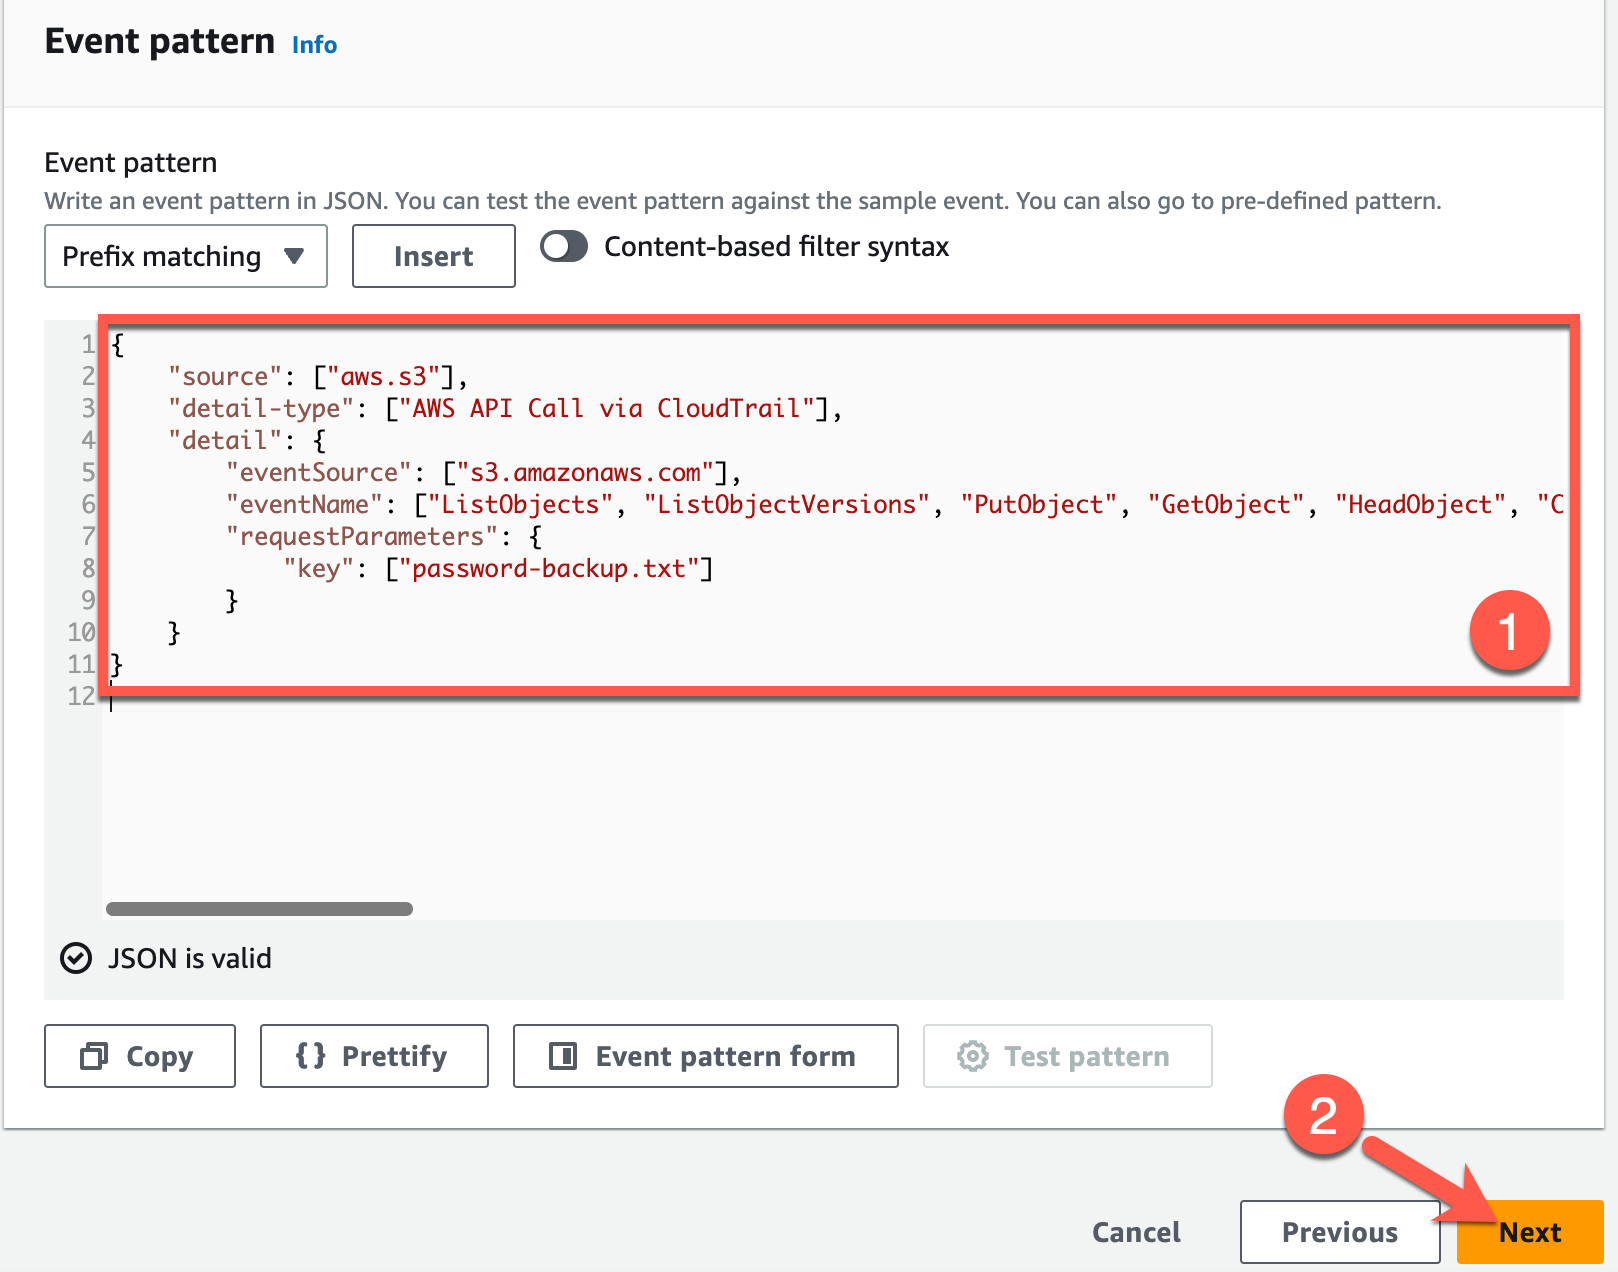 Event pattern Info
Event pattern
Write an event pattern in JSON. You can test the event pattern against the sample event. You can also go to pre-defined pattern.
Prefix matching Insert Content-based filter syntax
1 {
2     "source": ["aws.s3"],
3     "detail-type": ["AWS API Call via CloudTrail"],
4     "detail": {
5         "eventSource": ["s3.amazonaws.com"],
6         "eventName": ["ListObjects", "ListObjectVersions", "PutObject", "GetObject", "HeadObject", "C
7         "requestParameters": {
8             "key": ["password-backup.txt"]
9         }
10     }
11 }
12
1
JSON is valid
Copy {} Prettify Event pattern form Test pattern
2
Cancel Previous Next